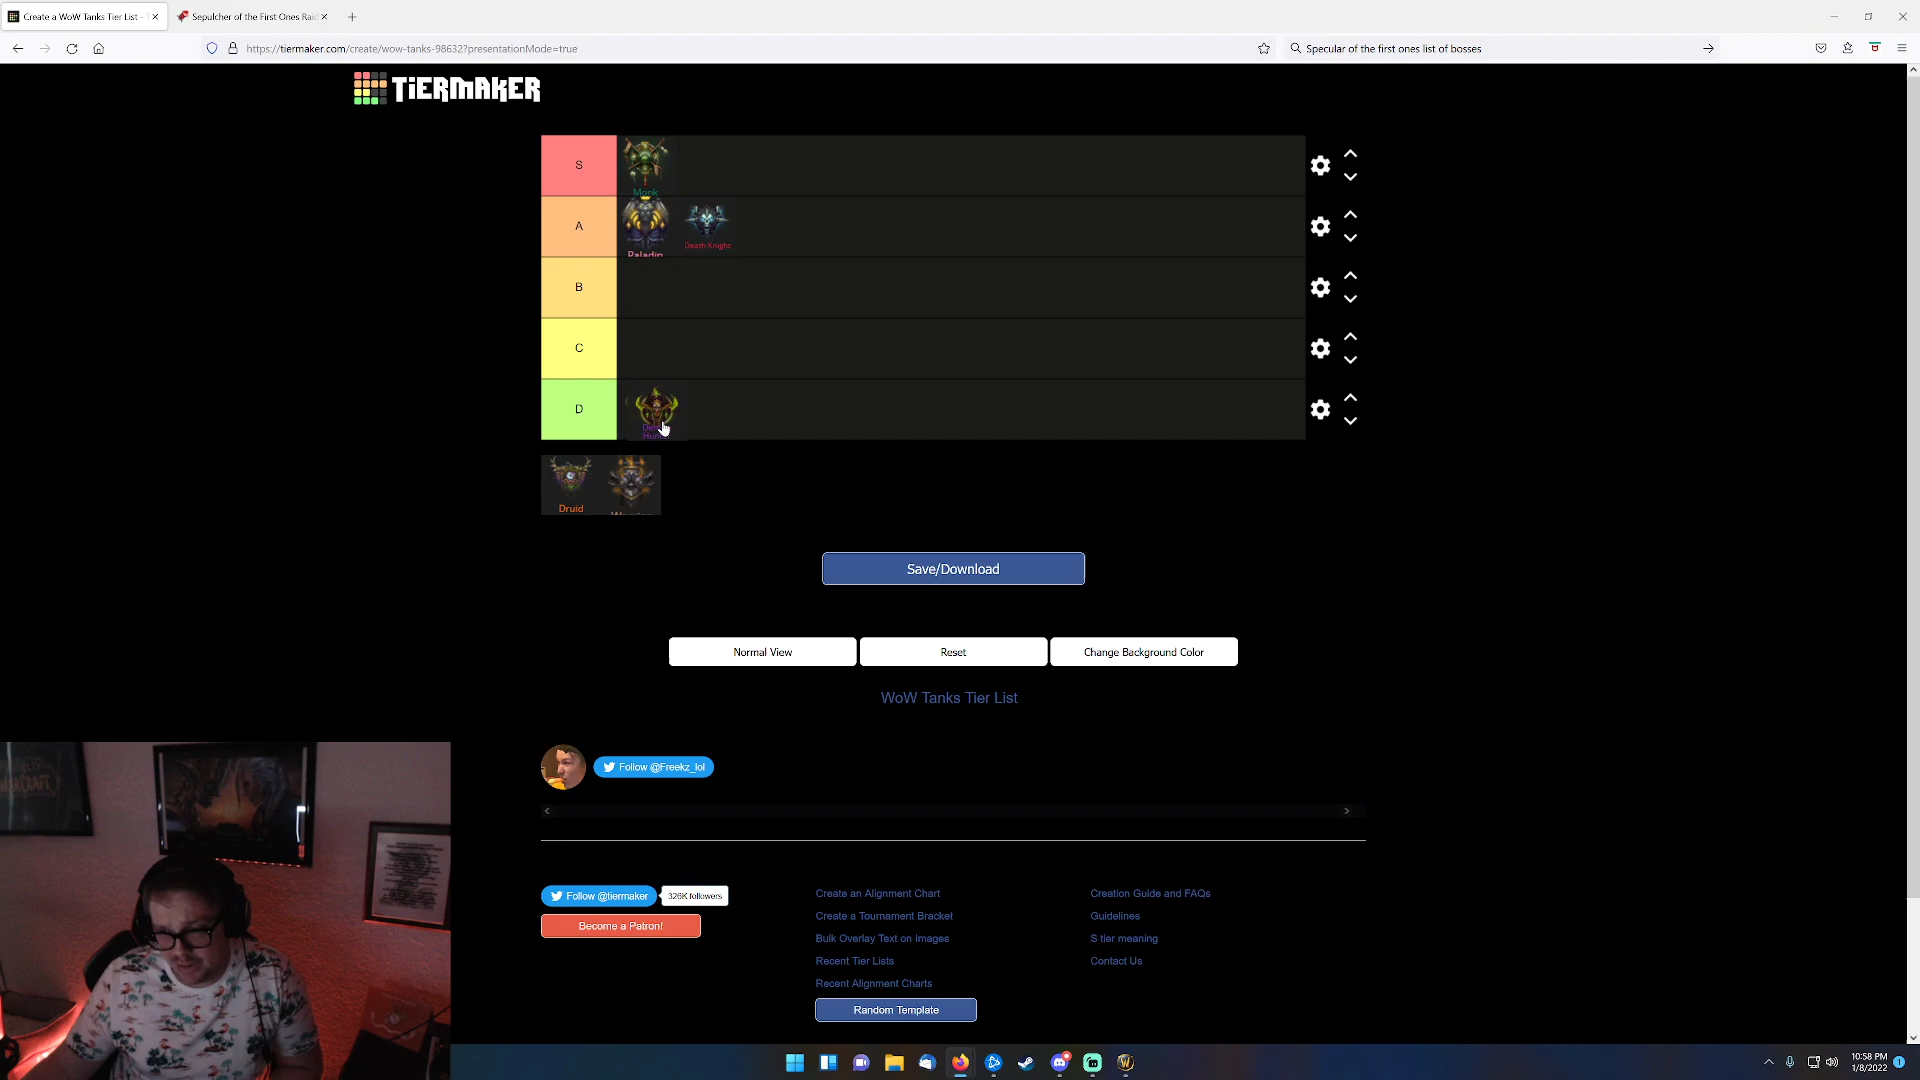 Create a WoW Tanks Tier List - T
Sepulcher of the First Ones Raid
https://tiermaker.com/create/wow-tanks-98632?presentationMode=true
Specular of the first ones list of bosses
TiERMAKER
S
Monk
A
Paladin
Death Knight
B
C
D
Druid
Save/Download
Normal View
Reset
Change Background Color
WoW Tanks Tier List
Follow @Freekz_lol
Follow @tiermaker
326K followers
Become a Patron!
Create an Alignment Chart
Create a Tournament Bracket
Bulk Overlay Text on Images
Recent Tier Lists
Recent Alignment Charts
Random Template
Creation Guide and FAQs
Guidelines
S tier meaning
Contact Us
10:58 PM
1/8/2022
1